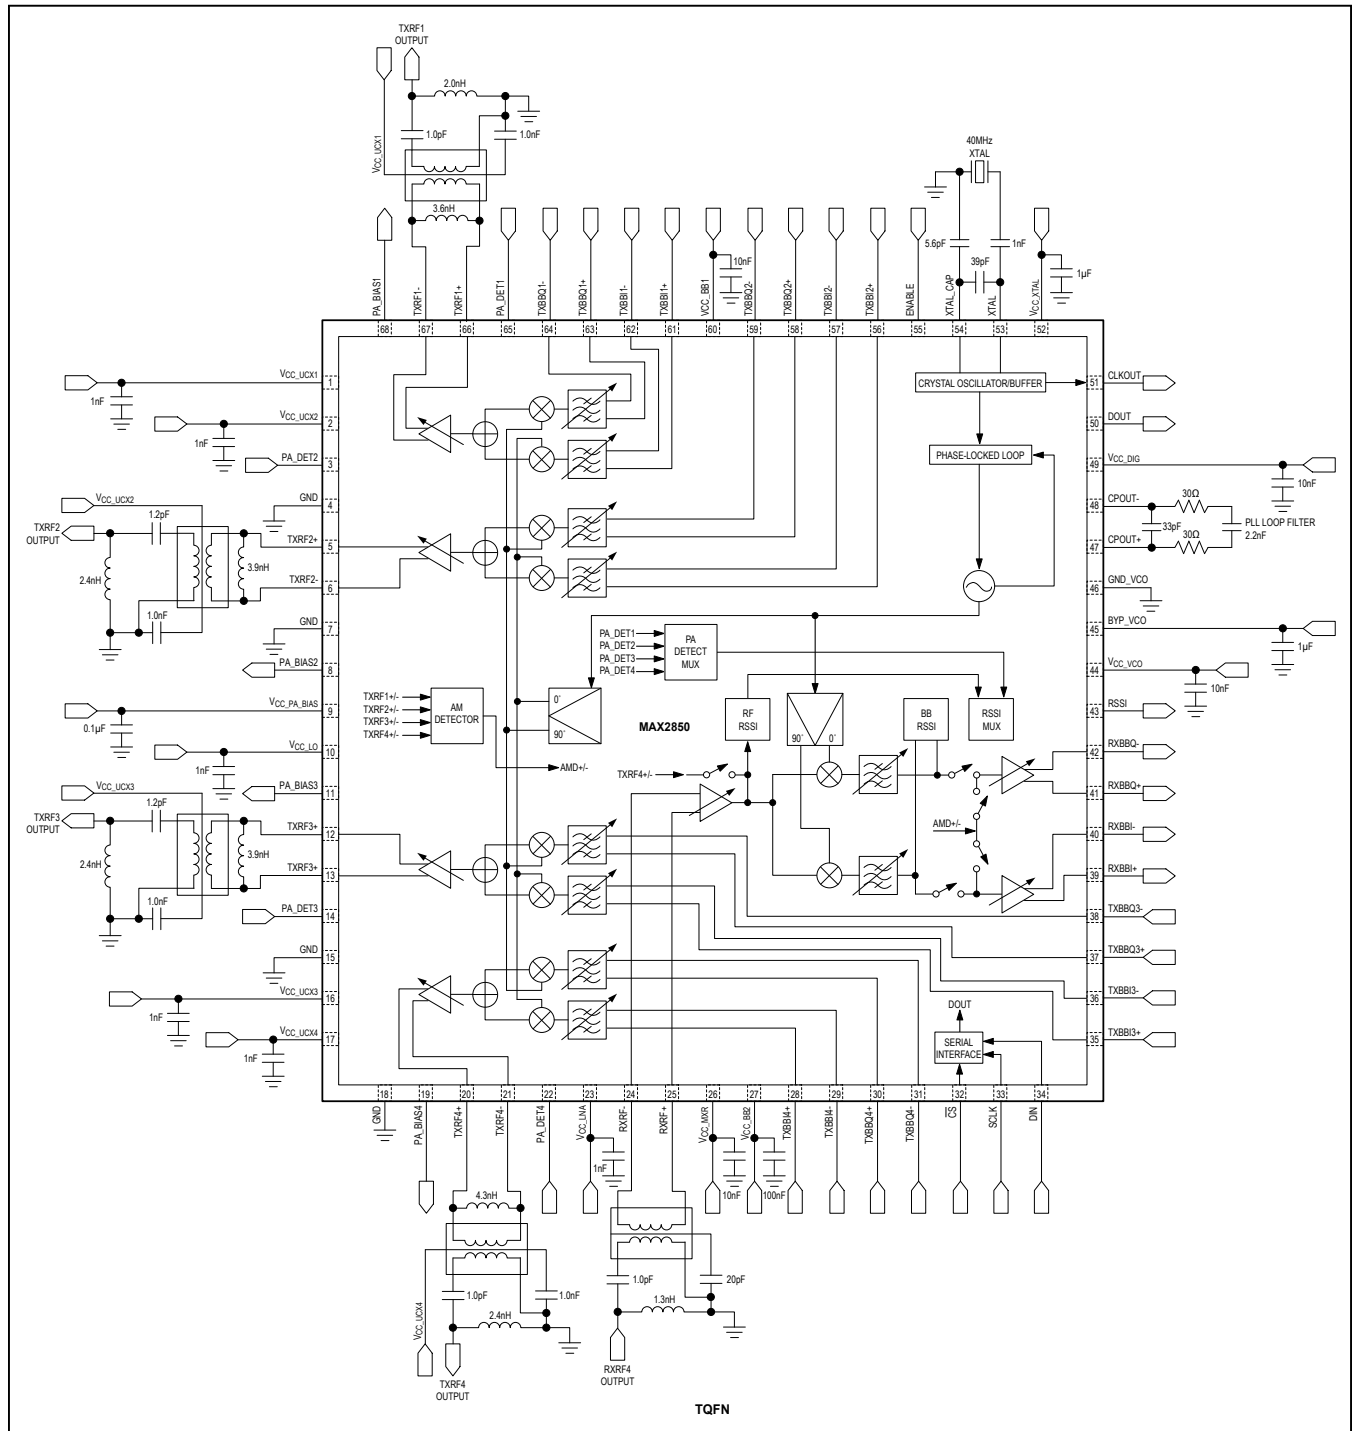 TXRF1
OUTPUT
2.0nH
1.0pF
1.0nF
VCC_UCX1
3.6nH
40MHz
XTAL
5.6pF
1nF
39pF
10nF
1µF
PA_BIAS1
TXRF1-
TXRF1+
PA_DET1
TXBBQ1-
TXBBQ1+
TXBBI1-
TXBBI1+
VCC_BB1
TXBBQ2-
TXBBQ2+
TXBBI2-
TXBBI2+
ENABLE
XTAL_CAP
XTAL
VCC_XTAL
68
67
66
65
64
63
62
61
60
59
58
57
56
55
54
53
52
VCC_UCX1
1
1nF
VCC_UCX2
2
1nF
PA_DET2
3
GND
4
VCC_UCX2
1.2pF
TXRF2
OUTPUT
TXRF2+
5
2.4nH
3.9nH
TXRF2-
6
1.0nF
GND
7
PA_BIAS2
8
VCC_PA_BIAS
9
0.1µF
VCC_LO
10
1nF
PA_BIAS3
11
VCC_UCX3
1.2pF
TXRF3
OUTPUT
TXRF3+
12
2.4nH
3.9nH
TXRF3+
13
1.0nF
PA_DET3
14
GND
15
VCC_UCX3
16
1nF
VCC_UCX4
17
1nF
CRYSTAL OSCILLATOR/BUFFER
PHASE-LOCKED LOOP
PA_DET1
PA_DET2
PA_DET3
PA_DET4
PA
DETECT
MUX
TXRF1+/-
TXRF2+/-
TXRF3+/-
TXRF4+/-
AM
DETECTOR
AMD+/-
0˚
90˚
MAX2850
RF
RSSI
90˚
0˚
BB
RSSI
RSSI
MUX
TXRF4+/-
AMD+/-
DOUT
SERIAL
INTERFACE
51
CLKOUT
50
DOUT
49
VCC_DIG
10nF
48
CPOUT-
30Ω
33pF
PLL LOOP FILTER
2.2nF
47
CPOUT+
30Ω
46
GND_VCO
45
BYP_VCO
1µF
44
VCC_VCO
10nF
43
RSSI
42
RXBBQ-
41
RXBBQ+
40
RXBBI-
39
RXBBI+
38
TXBBQ3-
37
TXBBQ3+
36
TXBBI3-
35
TXBBI3+
18
19
20
21
22
23
24
25
26
27
28
29
30
31
32
33
34
GND
PA_BIAS4
TXRF4+
TXRF4-
PA_DET4
VCC_LNA
RXRF-
RXRF+
VCC_MXR
VCC_BB2
TXBBI4+
TXBBI4-
TXBBQ4+
TXBBQ4-
CS
SCLK
DIN
1nF
10nF
100nF
4.3nH
VCC_UCX4
1.0pF
1.0nF
2.4nH
TXRF4
OUTPUT
1.0pF
20pF
1.3nH
RXRF4
OUTPUT
TQFN